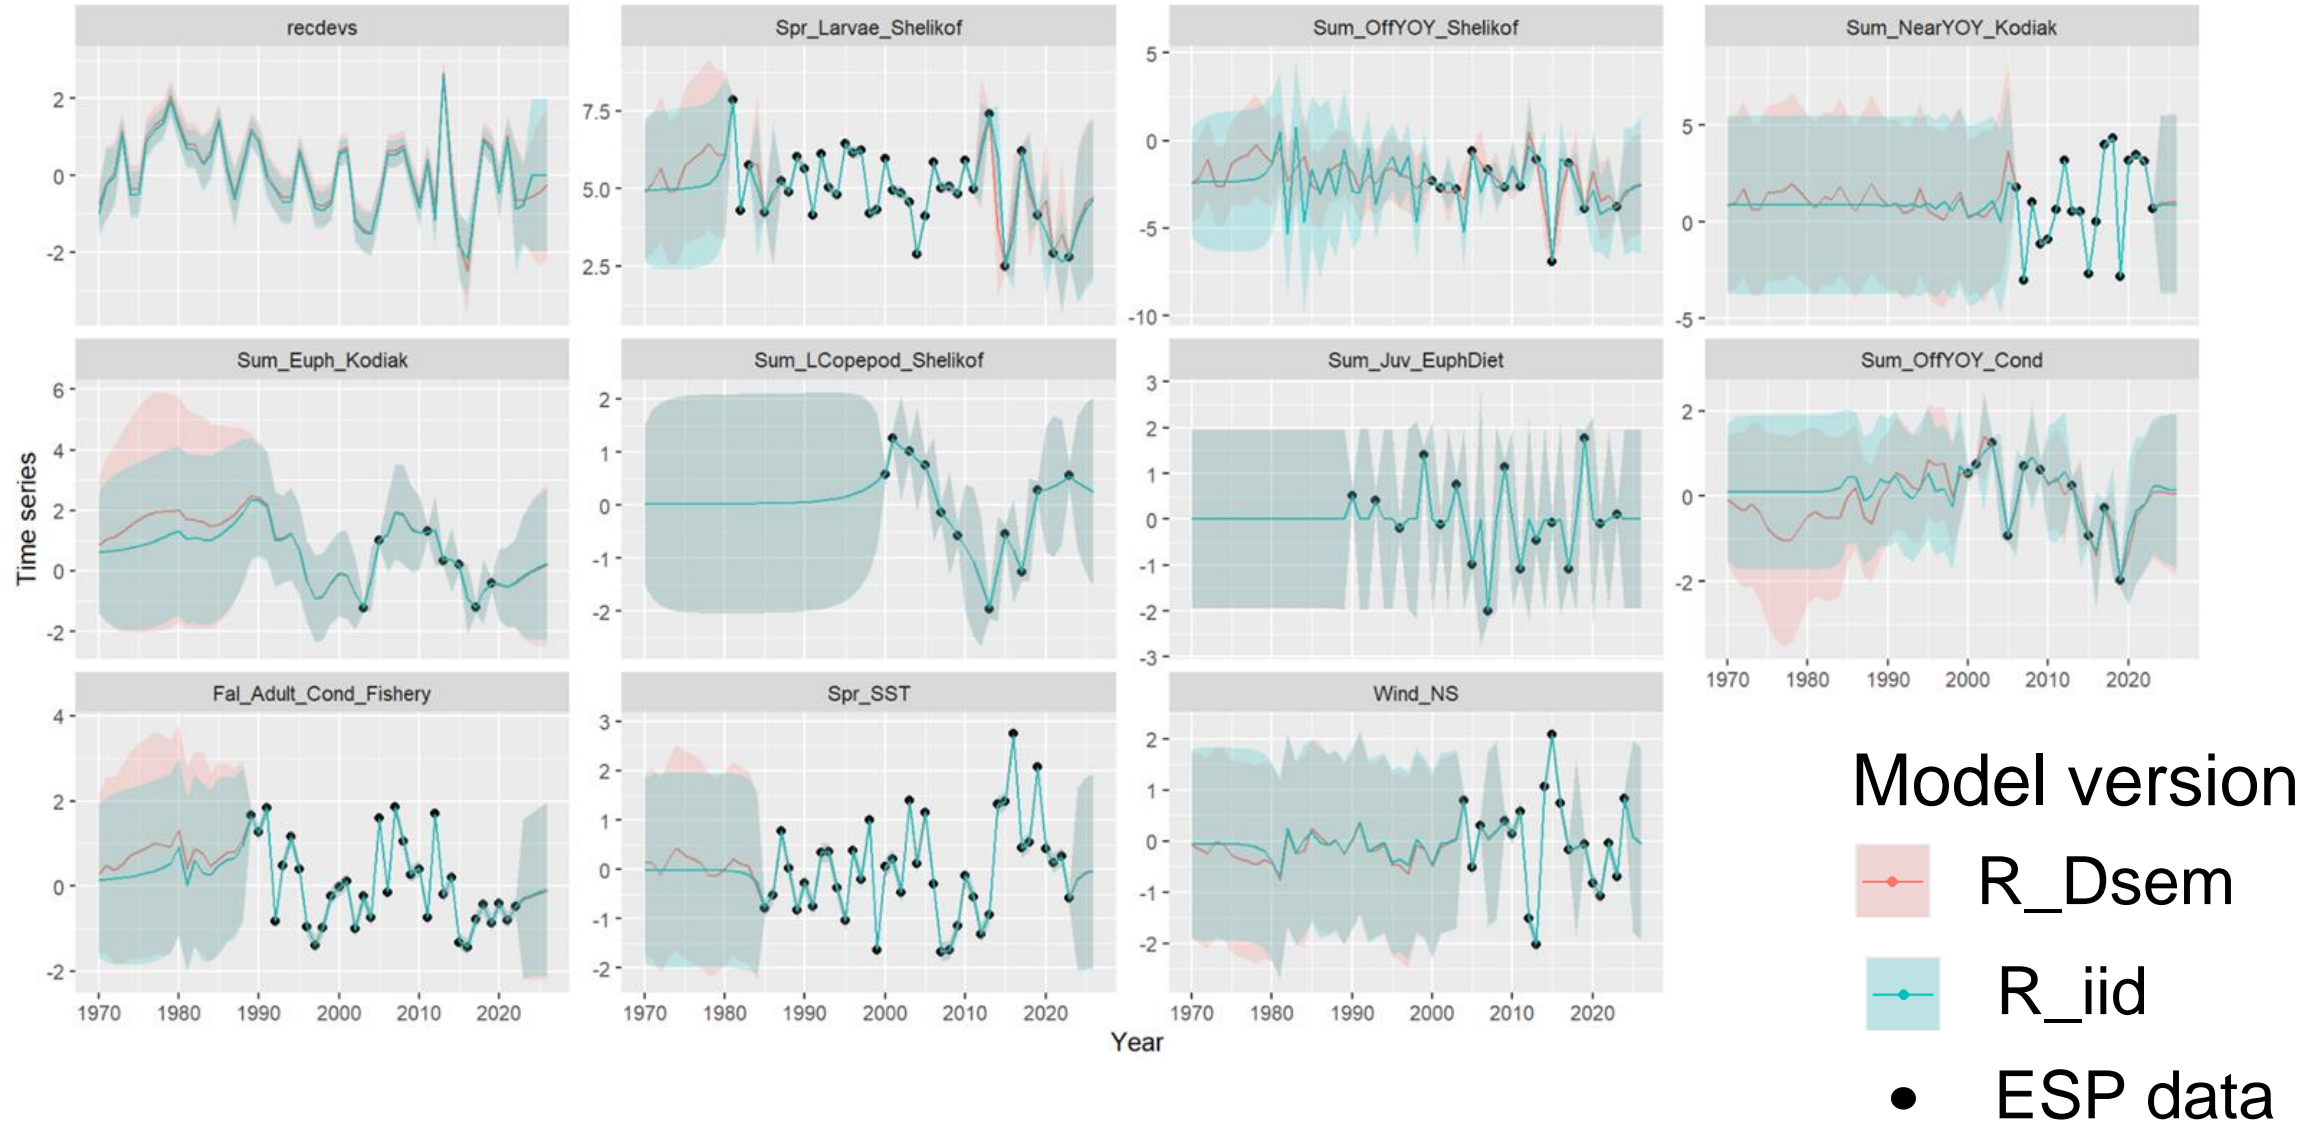 recdevs
Spr_Larvae_Shelikof
Sum_OffYOY_Shelikof
Sum_NearYOY_Kodiak
2
0
-2
7.5
5.0
2.5
5
0
-5
-10
5
0
-5
Sum_Euph_Kodiak
Sum_LCopepod_Shelikof
Sum_Juv_EuphDiet
Sum_OffYOY_Cond
6
4
2
0
-2
2
1
0
-1
-2
3
2
1
0
-1
-2
-3
2
0
-2
1970 1980 1990 2000 2010 2020
Time series
Fal_Adult_Cond_Fishery
Spr_SST
Wind_NS
4
2
0
-2
3
2
1
0
-1
-2
2
1
0
-1
-2
1970 1980 1990 2000 2010 2020
1970 1980 1990 2000 2010 2020
1970 1980 1990 2000 2010 2020
Year
Model version
R_Dsem
R_iid
ESP data